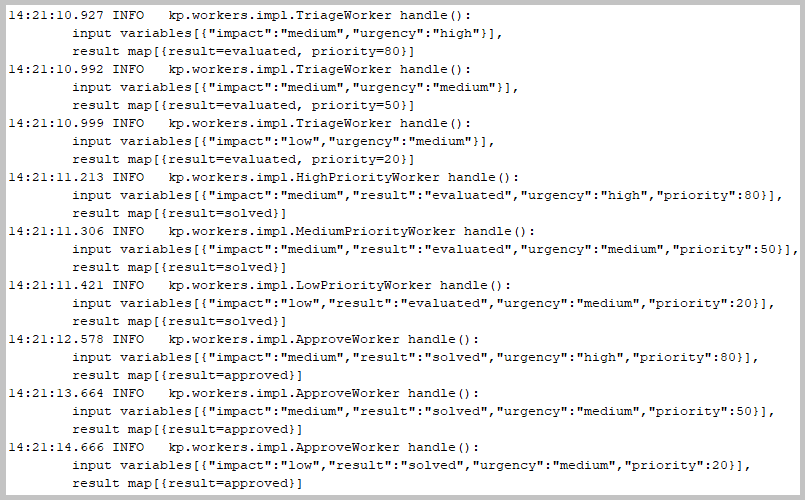 14:21:10.927 INFO   kp.workers.impl.TriageWorker handle():
        input variables[{"impact":"medium","urgency":"high"}],
        result map[{result=evaluated, priority=80}]
14:21:10.992 INFO   kp.workers.impl.TriageWorker handle():
        input variables[{"impact":"medium","urgency":"medium"}],
        result map[{result=evaluated, priority=50}]
14:21:10.999 INFO   kp.workers.impl.TriageWorker handle():
        input variables[{"impact":"low","urgency":"medium"}],
        result map[{result=evaluated, priority=20}]
14:21:11.213 INFO   kp.workers.impl.HighPriorityWorker handle():
        input variables[{"impact":"medium","result":"evaluated","urgency":"high","priority":80}],
        result map[{result=solved}]
14:21:11.306 INFO   kp.workers.impl.MediumPriorityWorker handle():
        input variables[{"impact":"medium","result":"evaluated","urgency":"medium","priority":50}],
        result map[{result=solved}]
14:21:11.421 INFO   kp.workers.impl.LowPriorityWorker handle():
        input variables[{"impact":"low","result":"evaluated","urgency":"medium","priority":20}],
        result map[{result=solved}]
14:21:12.578 INFO   kp.workers.impl.ApproveWorker handle():
        input variables[{"impact":"medium","result":"solved","urgency":"high","priority":80}],
        result map[{result=approved}]
14:21:13.664 INFO   kp.workers.impl.ApproveWorker handle():
        input variables[{"impact":"medium","result":"solved","urgency":"medium","priority":50}],
        result map[{result=approved}]
14:21:14.666 INFO   kp.workers.impl.ApproveWorker handle():
        input variables[{"impact":"low","result":"solved","urgency":"medium","priority":20}],
        result map[{result=approved}]